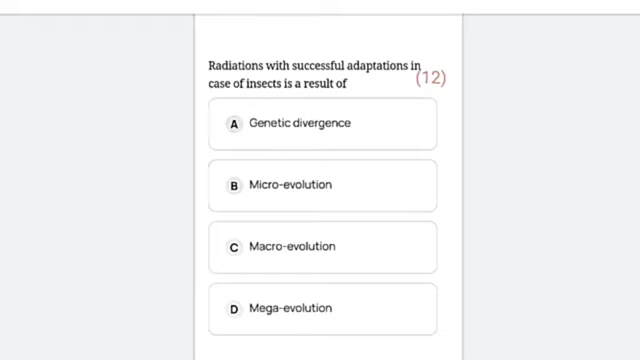 Radiations with successful adaptations in
case of insects is a result of
(12)
A Genetic divergence
B Micro-evolution
C Macro-evolution
D Mega-evolution